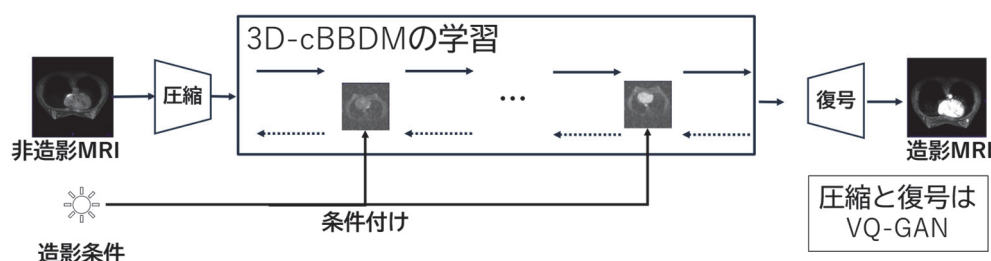 3D-cBBDMの学習
圧縮
…
復号
非造影MRI
造影MRI
条件付け
造影条件
圧縮と復号は
VQ-GAN